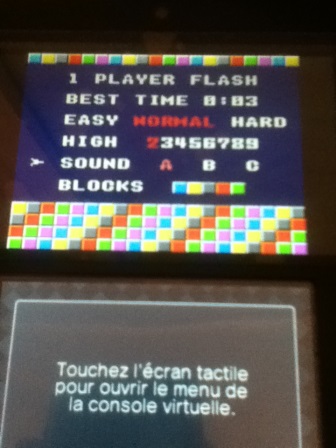 1 PLAYER FLASH
BEST TIME 0:03
EASY NORMAL HARD
HIGH 23456789
➢ SOUND A B C
BLOCKS
Touchez l'écran tactile
pour ouvrir le menu de
la console virtuelle.